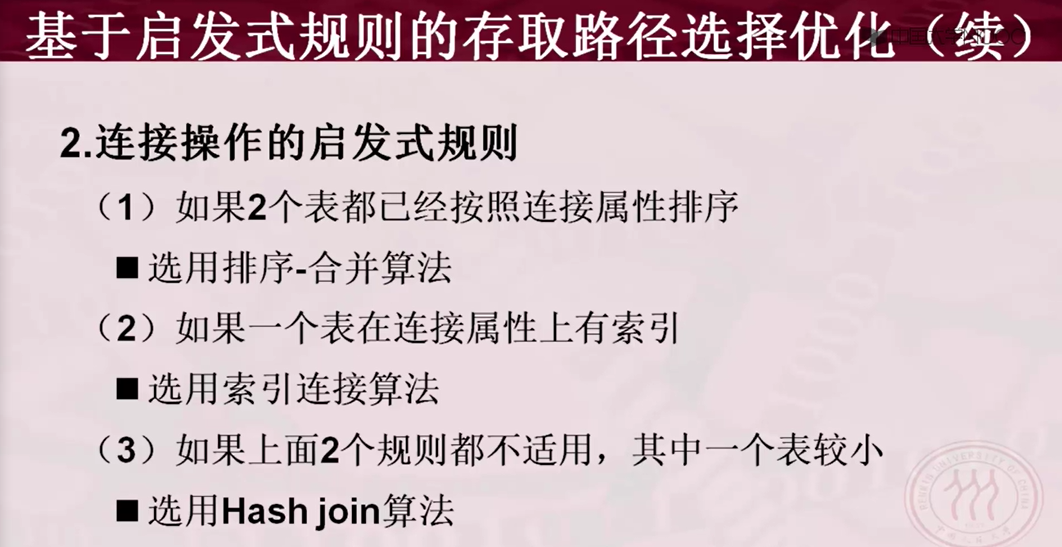 基于启发式规则的存取路径选择优化（续）
2.连接操作的启发式规则
（1）如果2个表都已经按照连接属性排序
■选用排序-合并算法
（2）如果一个表在连接属性上有索引
■选用索引连接算法
（3）如果上面2个规则都不适用，其中一个表较小
■选用Hash join算法